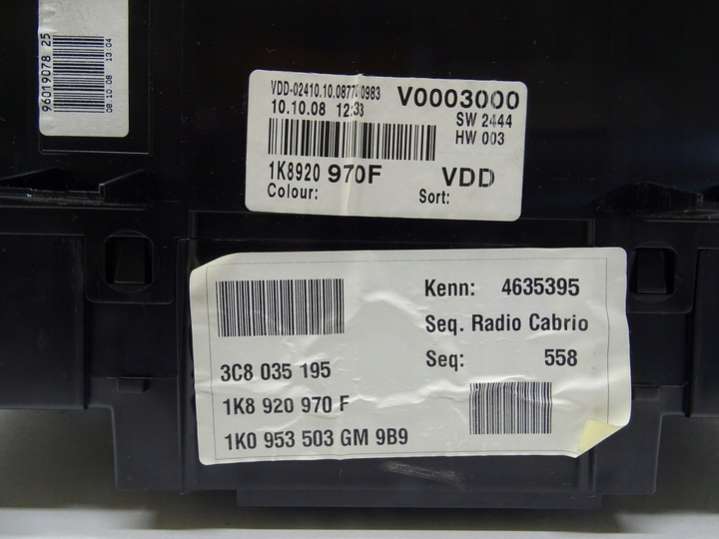 96019078 25
08.10.08 13:04
VDD-02410.10.0877
0983
V0003000
10.10.08 12:33
SW 2444
HW 003
1K8920 970F VDD
Colour: Sort:
Kenn: 4635395
Seq. Radio Cabrio
Seq: 558
3C8 035 195
1K8 920 970 F
1K0 953 503 GM 9B9